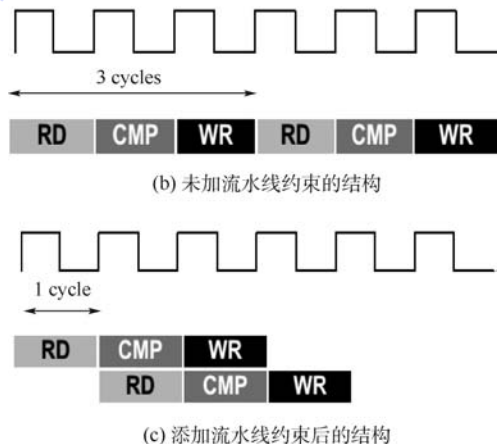 3 cycles
RD CMP WR RD CMP WR
(b) 未加流水线约束的结构
1 cycle
RD CMP WR
RD CMP WR
(c) 添加流水线约束后的结构